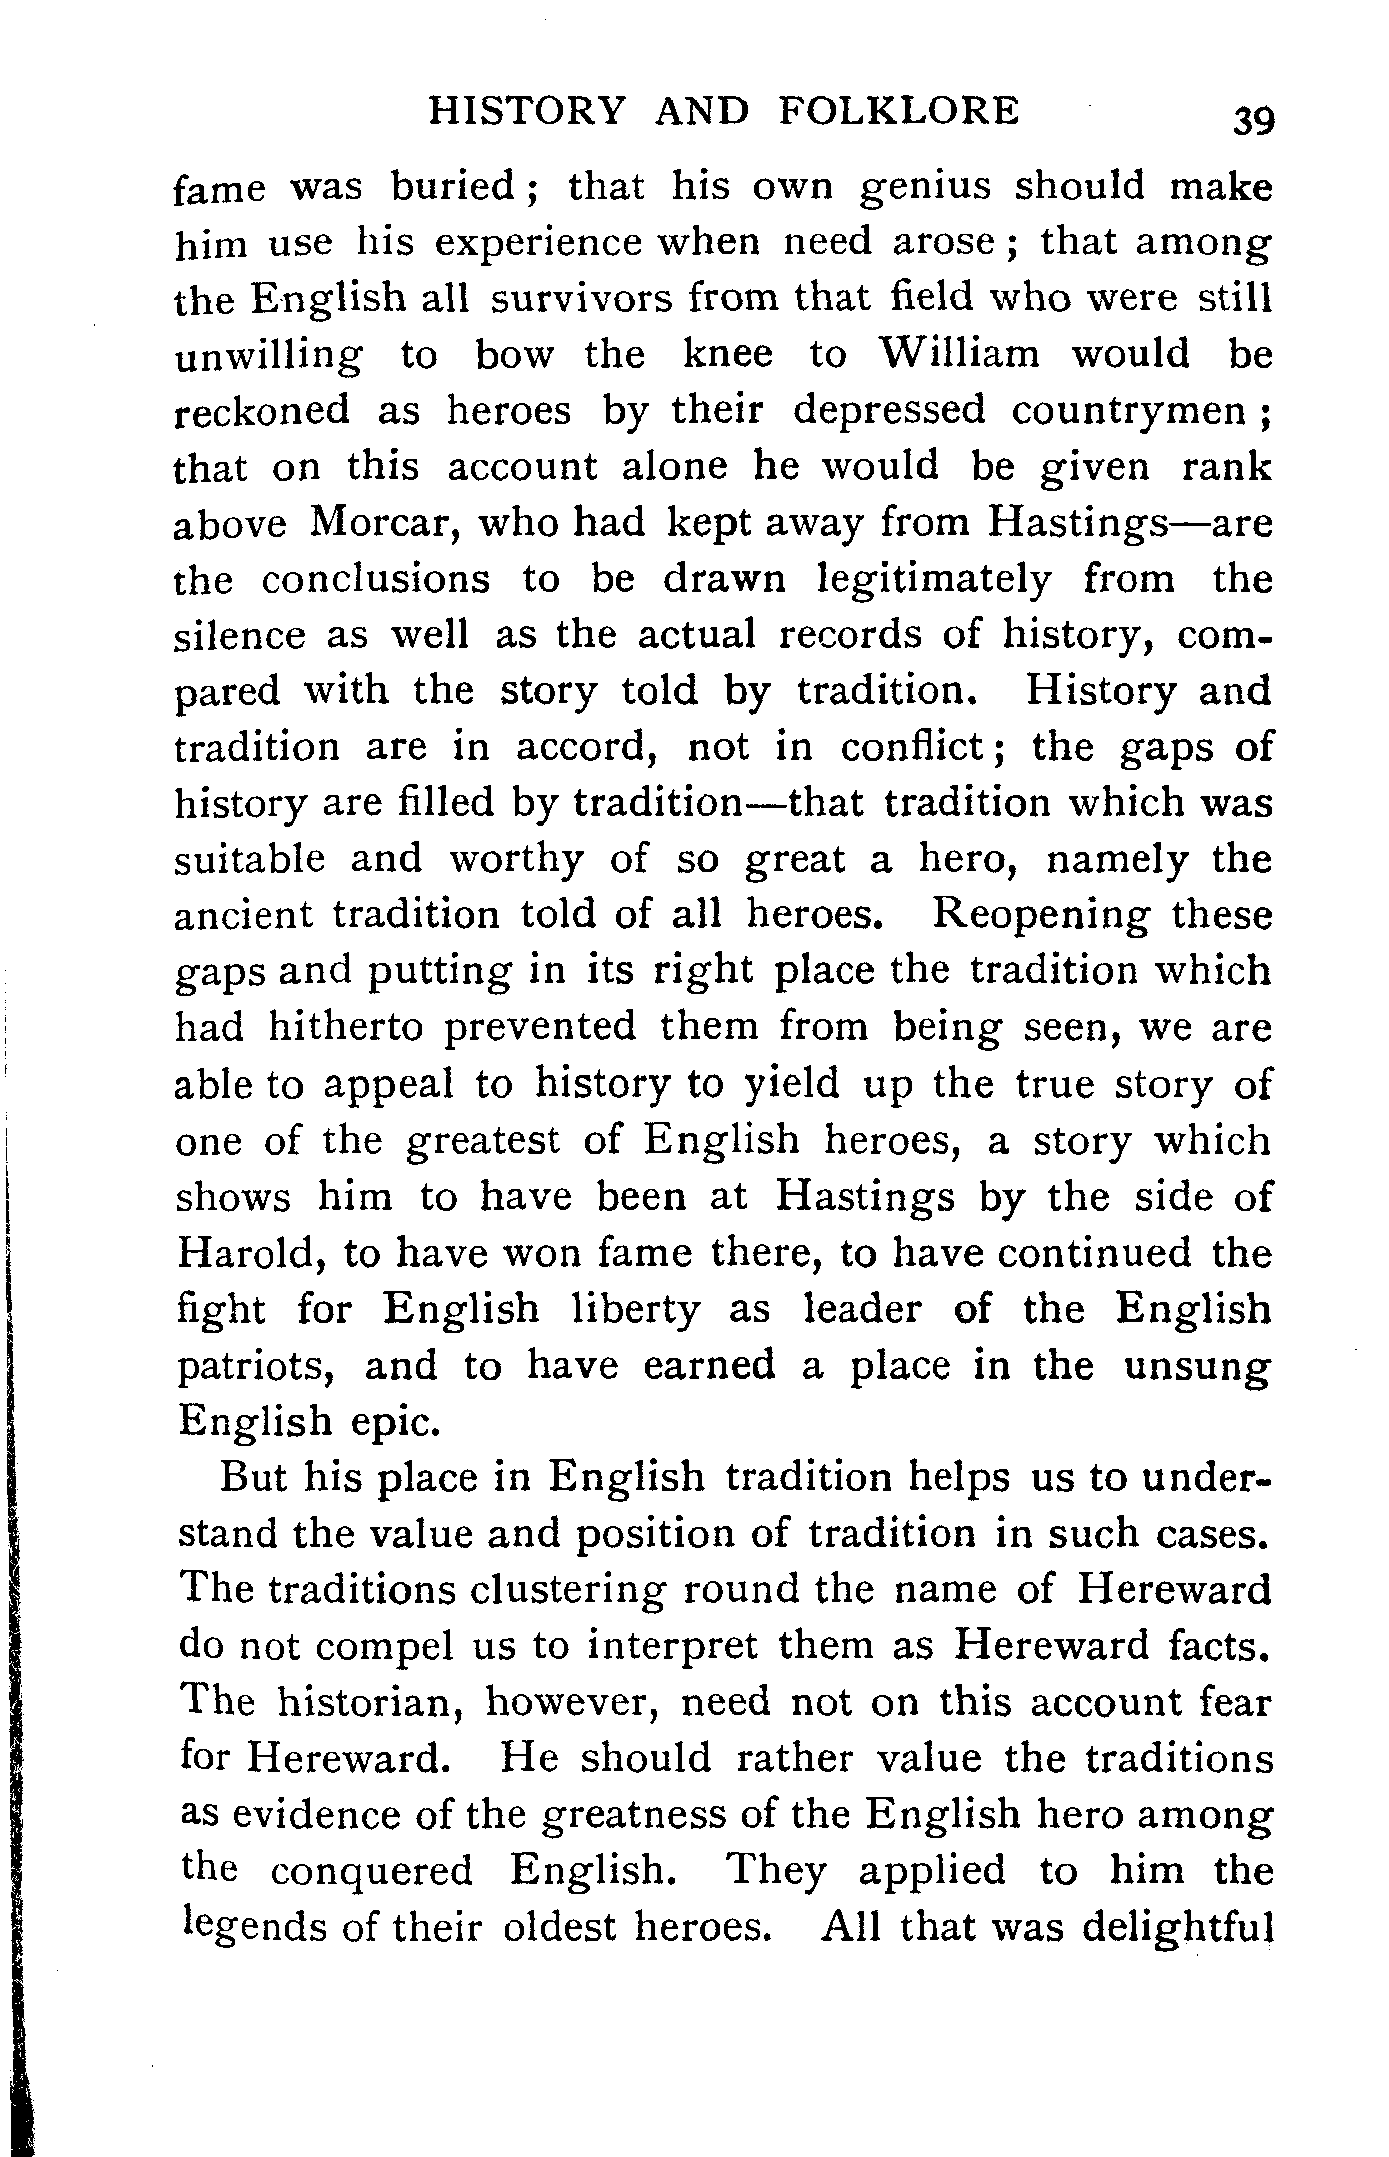 HISTORY AND FOLKLORE 39
fame was buried ; that his own genius should make
him use his experience when need arose ; that among
the English all survivors from that field who were still
unwilling to bow the knee to William would be
reckoned as heroes by their depressed countrymen ;
that on this account alone he would be given rank
above Morcar, who had kept away from Hastings—are
the conclusions to be drawn legitimately from the
silence as well as the actual records of history, com-
pared with the story told by tradition. History and
tradition are in accord, not in conflict ; the gaps of
history are filled by tradition—that tradition which was
suitable and worthy of so great a hero, namely the
ancient tradition told of all heroes. Reopening these
gaps and putting in its right place the tradition which
had hitherto prevented them from being seen, we are
able to appeal to history to yield up the true story of
one of the greatest of English heroes, a story which
shows him to have been at Hastings by the side of
Harold, to have won fame there, to have continued the
fight for English liberty as leader of the English
patriots, and to have earned a place in the unsung
English epic.
But his place in English tradition helps us to under-
stand the value and position of tradition in such cases.
The traditions clustering round the name of Hereward
do not compel us to interpret them as Hereward facts.
The historian, however, need not on this account fear
for Hereward. He should rather value the traditions
as evidence of the greatness of the English hero among
the conquered English. They applied to him the
legends of their oldest heroes. All that was delightful